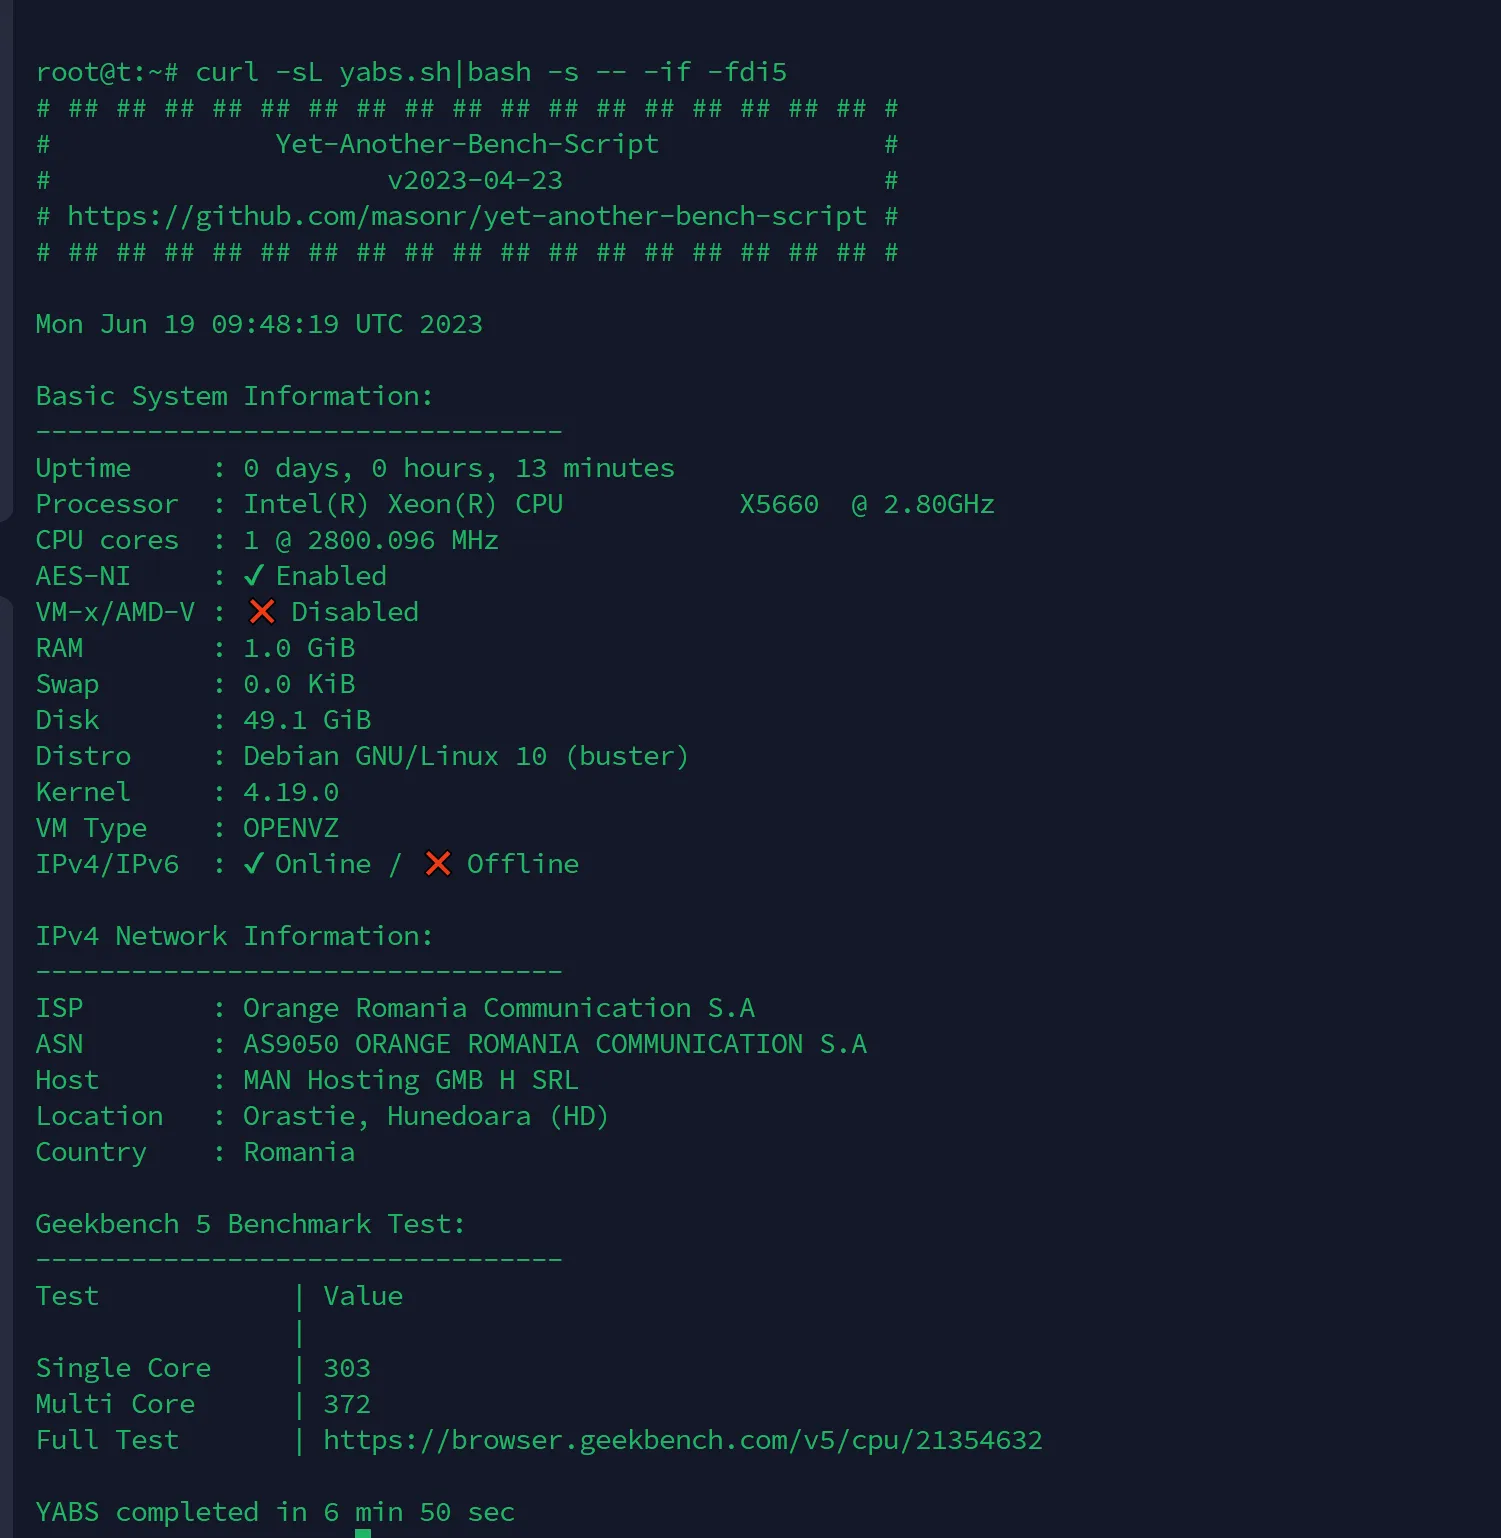 root@t:~# curl -sL yabs.sh|bash -s -- -if -fdi5
# ## ## ## ## ## ## ## ## ## ## ## ## ## ## ## ## ## #
#              Yet-Another-Bench-Script              #
#                     v2023-04-23                    #
# https://github.com/masonr/yet-another-bench-script #
# ## ## ## ## ## ## ## ## ## ## ## ## ## ## ## ## ## #

Mon Jun 19 09:48:19 UTC 2023

Basic System Information:
---------------------------------
Uptime     : 0 days, 0 hours, 13 minutes
Processor  : Intel(R) Xeon(R) CPU           X5660  @ 2.80GHz
CPU cores  : 1 @ 2800.096 MHz
AES-NI     : ✔ Enabled
VM-x/AMD-V : ❌ Disabled
RAM        : 1.0 GiB
Swap       : 0.0 KiB
Disk       : 49.1 GiB
Distro     : Debian GNU/Linux 10 (buster)
Kernel     : 4.19.0
VM Type    : OPENVZ
IPv4/IPv6  : ✔ Online / ❌ Offline

IPv4 Network Information:
---------------------------------
ISP        : Orange Romania Communication S.A
ASN        : AS9050 ORANGE ROMANIA COMMUNICATION S.A
Host       : MAN Hosting GMB H SRL
Location   : Orastie, Hunedoara (HD)
Country    : Romania

Geekbench 5 Benchmark Test:
---------------------------------
Test            | Value
                |
Single Core     | 303
Multi Core      | 372
Full Test       | https://browser.geekbench.com/v5/cpu/21354632

YABS completed in 6 min 50 sec